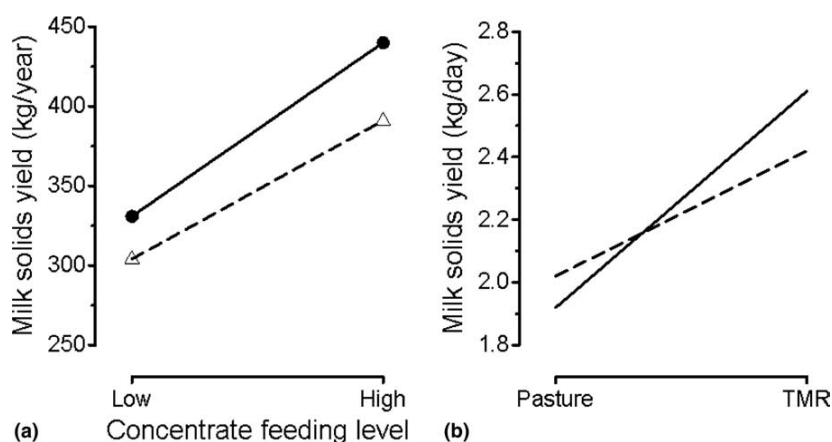 Milk solids yield (kg/year)
450
400
350
300
250
Low
High
(a)
Concentrate feeding level
Milk solids yield (kg/day)
2.8
2.6
2.4
2.2
2.0
1.8
Pasture
TMR
(b)